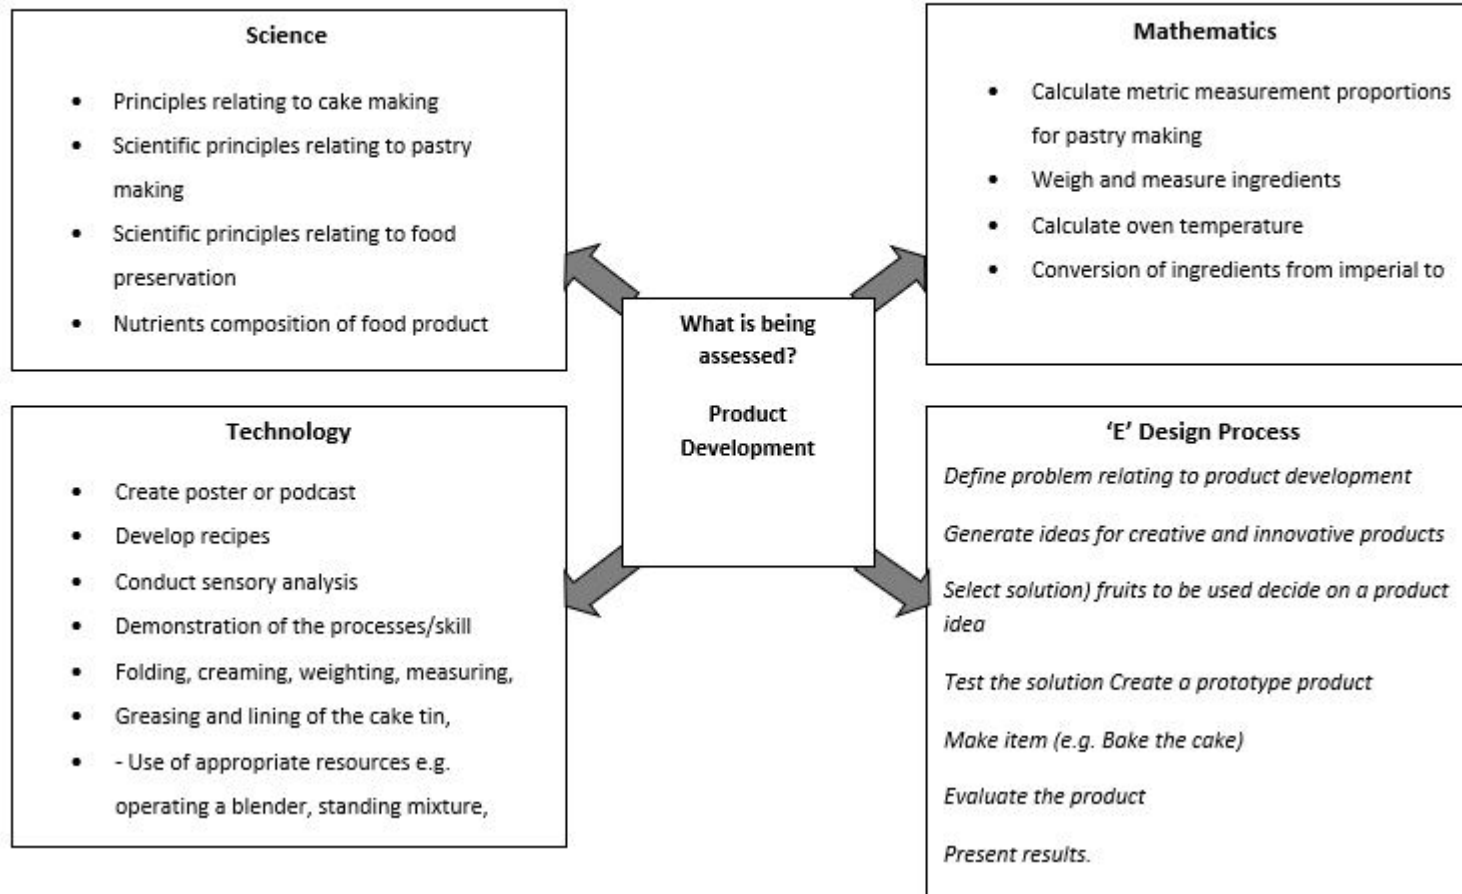 Science
• Principles relating to cake making
• Scientific principles relating to pastry
making
• Scientific principles relating to food
preservation
• Nutrients composition of food product
Mathematics
• Calculate metric measurement proportions
for pastry making
• Weigh and measure ingredients
• Calculate oven temperature
• Conversion of ingredients from imperial to
What is being
assessed?
Product
Development
Technology
• Create poster or podcast
• Develop recipes
• Conduct sensory analysis
• Demonstration of the processes/skill
• Folding, creaming, weighting, measuring,
• Greasing and lining of the cake tin,
• - Use of appropriate resources e.g.
operating a blender, standing mixture,
‘E’ Design Process
Define problem relating to product development
Generate ideas for creative and innovative products
Select solution) fruits to be used decide on a product
idea
Test the solution Create a prototype product
Make item (e.g. Bake the cake)
Evaluate the product
Present results.